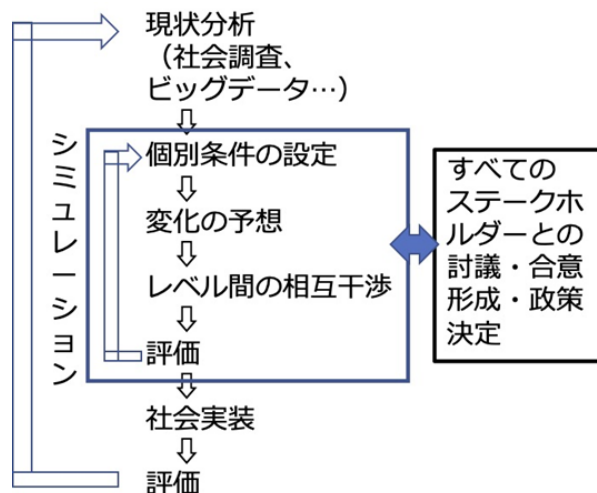 現状分析
（社会調査、
ビッグデータ…）
シミュレーション
個別条件の設定
変化の予想
レベル間の相互干渉
評価
すべての
ステークホ
ルダーとの
討議・合意
形成・政策
決定
社会実装
評価